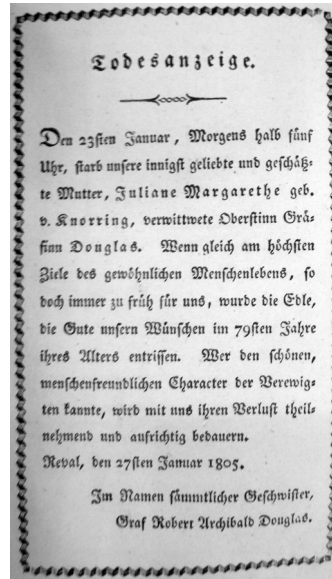 Todesanzeige.
Den 23sten Januar, Morgens halb fünf
Uhr, starb unsere innigst geliebte und geschätz-
te Mutter, Juliane Margarethe geb.
v. Knorring, verwittwete Oberstinn Grä-
finn Douglas. Wenn gleich am höchsten
Ziele des gewöhnlichen Menschenlebens, so
doch immer zu früh für uns, wurde die Edle,
die Gute unsern Wünschen im 79sten Jahre
ihres Alters entrissen. Wer den schönen,
menschenfreundlichen Character der Verewig-
ten kannte, wird mit uns ihren Verlust theil-
nehmend und aufrichtig bedauern.
Reval, den 27sten Januar 1805.
Im Namen sämmtlicher Geschwister,
Graf Robert Archibald Douglas.